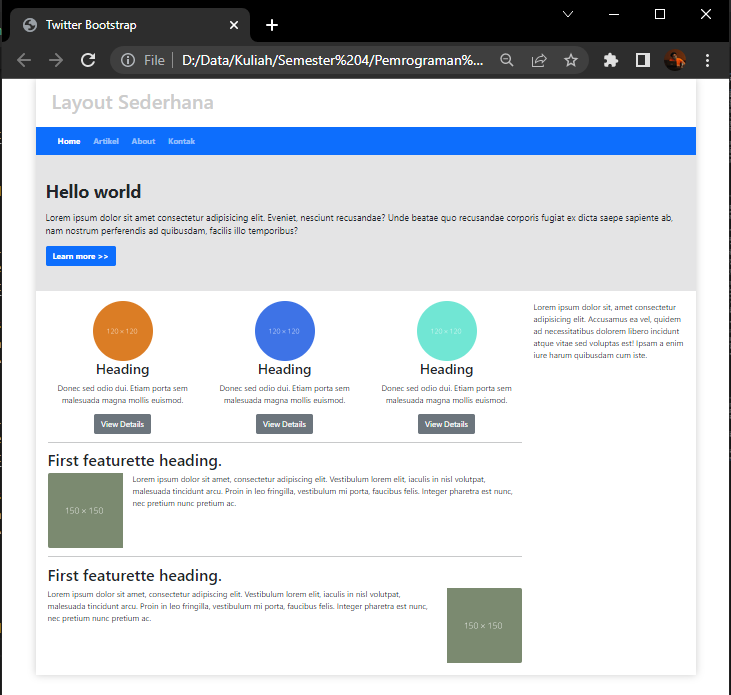 Twitter Bootstrap
File
D:/Data/Kuliah/Semester%204/Pemrograman%...
Layout Sederhana
Home Artikel About Kontak
Hello world
Lorem ipsum dolor sit amet consectetur adipisicing elit. Eveniet, nesciunt recusandae? Unde beatae quo recusandae corporis fugiat ex dicta saepe sapiente ab,
nam nostrum perferendis ad quibusdam, facilis illo temporibus?
Learn more >>
120 × 120
Heading
Donec sed odio dui. Etiam porta sem
malesuada magna mollis euismod.
View Details
120 × 120
Heading
Donec sed odio dui. Etiam porta sem
malesuada magna mollis euismod.
View Details
120 × 120
Heading
Donec sed odio dui. Etiam porta sem
malesuada magna mollis euismod.
View Details
Lorem ipsum dolor sit, amet consectetur
adipisicing elit. Accusamus ea vel, quidem
ad necessitatibus dolorem libero incidunt
atque vitae sed voluptas est! Ipsam a enim
iure harum quibusdam cum iste.
First featurette heading.
150 × 150
Lorem ipsum dolor sit amet, consectetur adipiscing elit. Vestibulum lorem elit, iaculis in nisl volutpat,
malesuada tincidunt arcu. Proin in leo fringilla, vestibulum mi porta, faucibus felis. Integer pharetra est nunc,
nec pretium nunc pretium ac.
First featurette heading.
Lorem ipsum dolor sit amet, consectetur adipiscing elit. Vestibulum lorem elit, iaculis in nisl volutpat,
malesuada tincidunt arcu. Proin in leo fringilla, vestibulum mi porta, faucibus felis. Integer pharetra est nunc,
nec pretium nunc pretium ac.
150 × 150